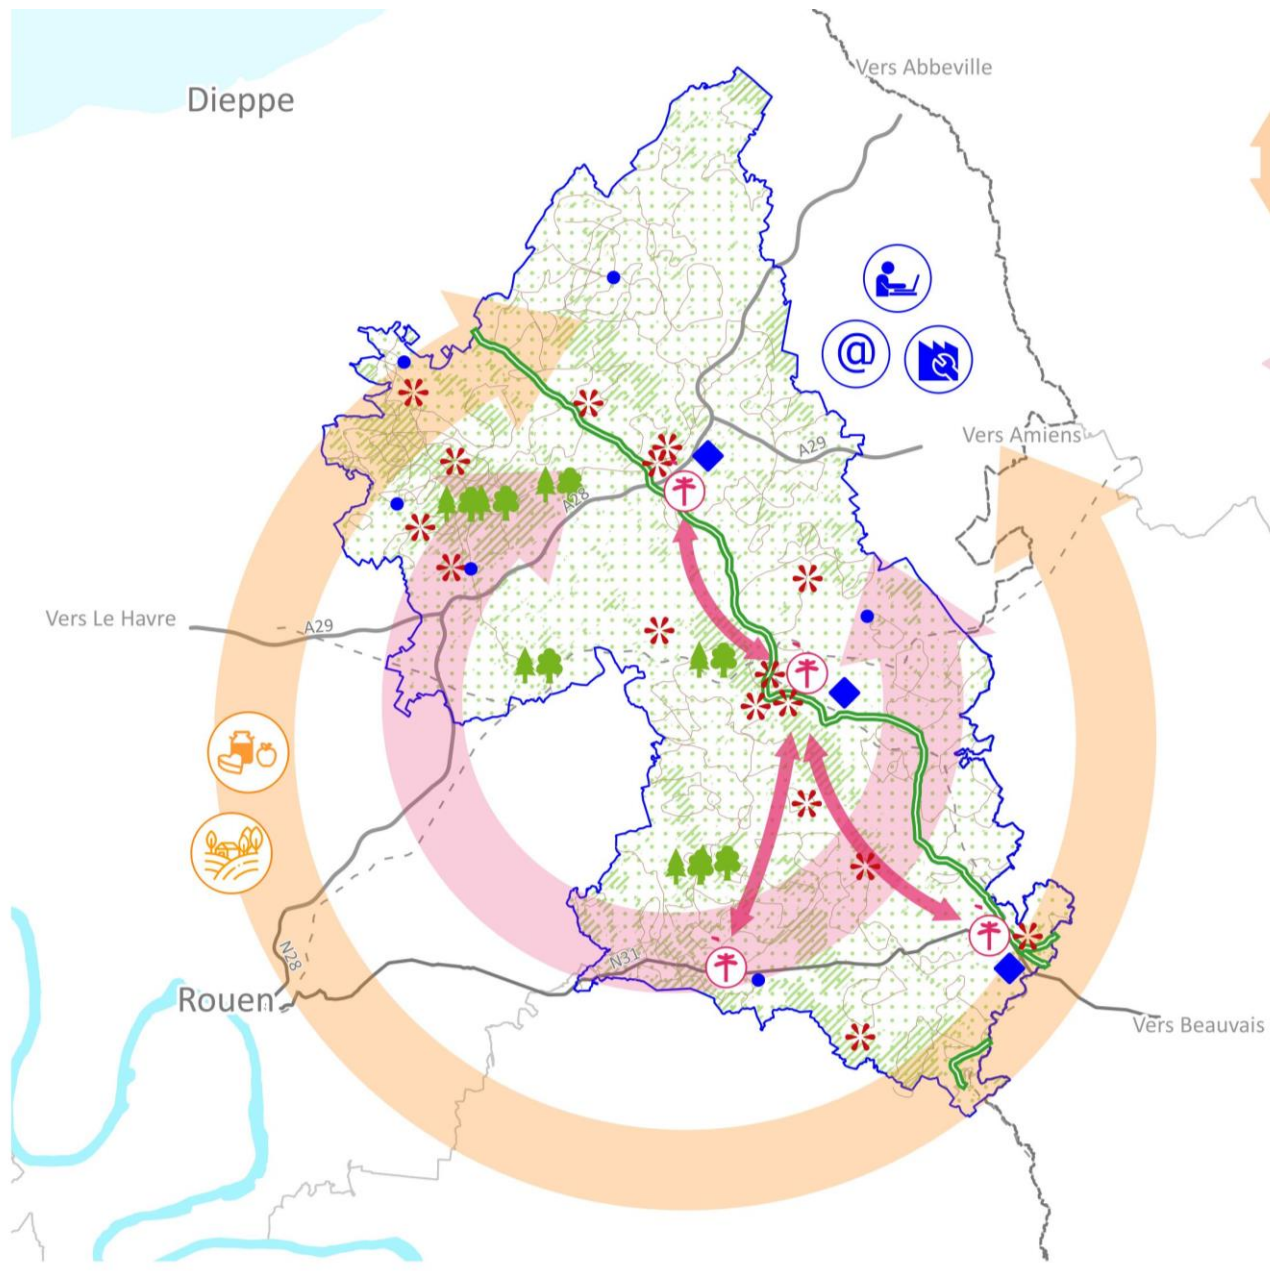 Vers Abbeville
Dieppe
@
Vers Amiens
A29
A28
Vers Le Havre
A29
N28
N31
Rouen
Vers Beauvais